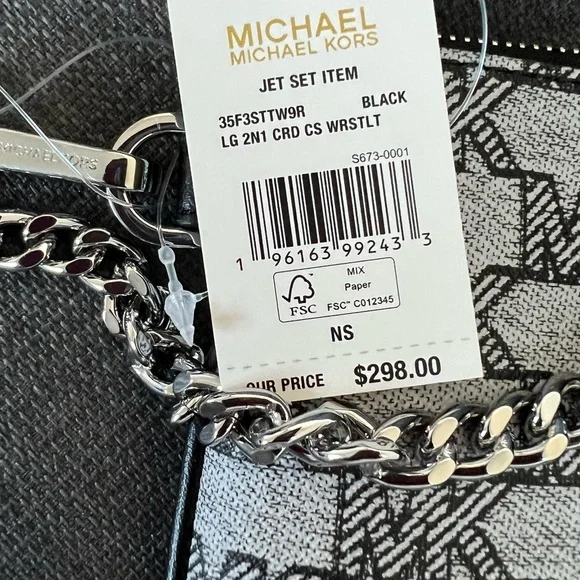 MICHAEL
MICHAEL KORS
JET SET ITEM
35F3STTW9R BLACK
LG 2N1 CRD CS WRSTLT
S673-0001
1 96163 99243 3
MIX
Paper
FSC FSC™ C012345
NS
OUR PRICE $298.00
MICHAEL KORS